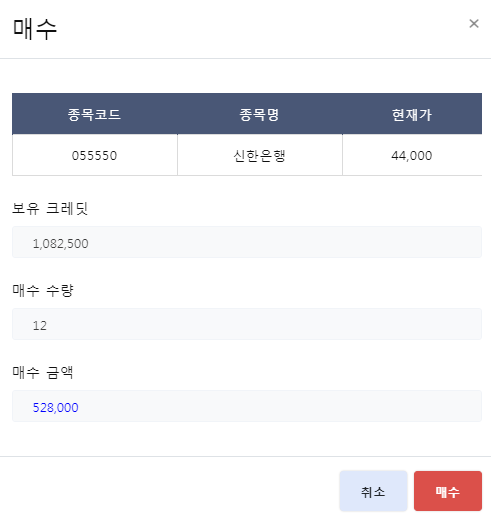 매수 ×
종목코드 종목명 현재가
055550 신한은행 44,000
보유 크레딧
1,082,500
매수 수량
12
매수 금액
528,000
취소 매수